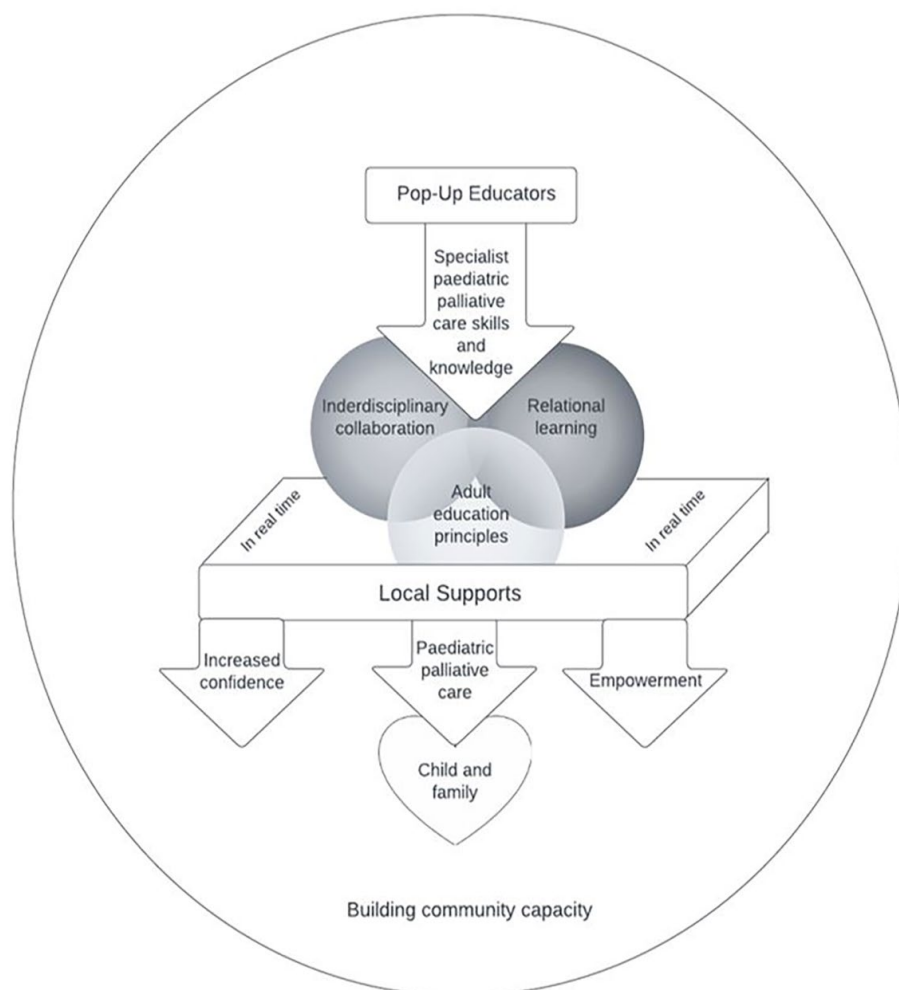 Pop-Up Educators
Specialist
paediatric
palliative
care skills
and
knowledge
Inderdisciplinary
collaboration
Relational
learning
Adult
education
principles
In real time
In real time
Local Supports
Increased
confidence
Paediatric
palliative
care
Empowerment
Child and
family
Building community capacity